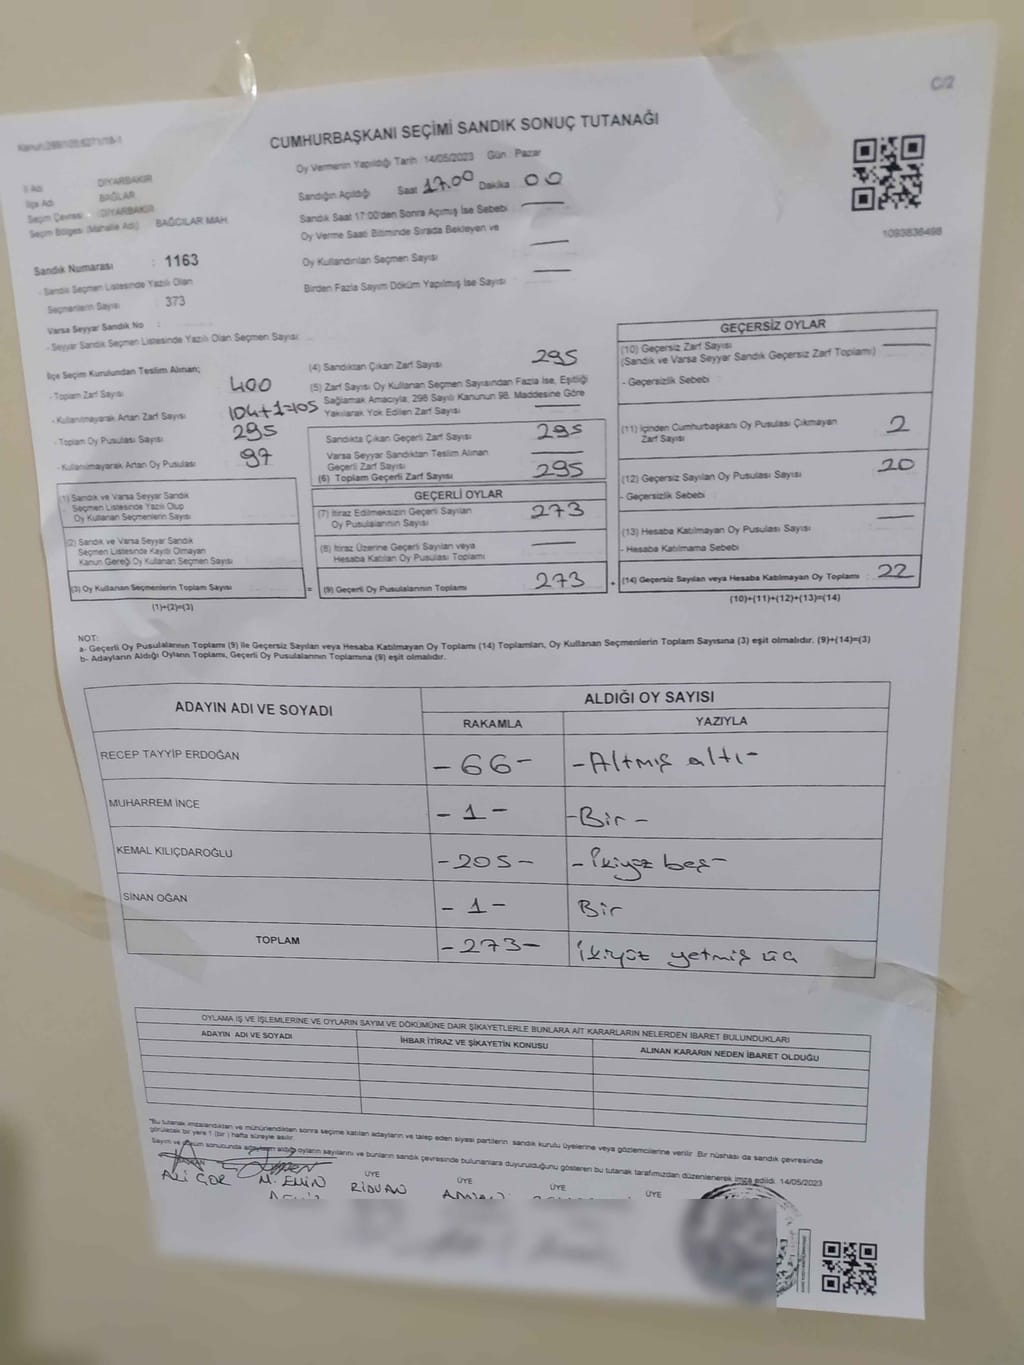 C/2
CUMHURBAŞKANI SEÇİMİ SANDIK SONUÇ TUTANAĞI
İl Adı DİYARBAKIR
İlçe Adı BAĞLAR
Seçim Çevresi DİYARBAKIR
Seçim Bölgesi (Mahalle Adı) BAĞCILAR MAH
Sandık Numarası : 1163
- Sandık Seçmen Listesinde Yazılı Olan
Seçmenlerin Sayısı : 373
Varsa Seyyar Sandık No :
- Seyyar Sandık Seçmen Listesinde Yazılı Olan Seçmen Sayısı:
Oy Vermenin Yapıldığı Tarih : 14/05/2023 Gün : Pazar
Sandığın Açıldığı Saat 17.00 Dakika 00
Sandık Saat 17:00'den Sonra Açımış İse Sebebi
Oy Verme Saati Bitiminde Sırada Bekleyen ve
Oy Kullandırılan Seçmen Sayısı
Birden Fazla Sayım Döküm Yapılmış İse Sayısı
1093836498
İlçe Seçim Kurulundan Teslim Alınan;
- Toplam Zarf Sayısı 400
- Kullanılmayarak Artan Zarf Sayısı 104+1=105
- Toplam Oy Pusulası Sayısı 295
- Kullanılmayarak Artan Oy Pusulası 97
(1) Sandık ve Varsa Seyyar Sandık
Seçmen Listesinde Yazılı Olup
Oy Kullanan Seçmenlerin Sayısı
(2) Sandık ve Varsa Seyyar Sandık
Seçmen Listesinde Kaydı Olmayan
Kanun Gereği Oy Kullanan Seçmen Sayısı
(3) Oy Kullanan Seçmenlerin Toplam Sayısı
(1)+(2)=(3)
(4) Sandıktan Çıkan Zarf Sayısı 295
(5) Zarf Sayısı Oy Kullanan Seçmen Sayısından Fazla İse, Eşitliği
Sağlamak Amacıyla; 298 Sayılı Kanunun 98. Maddesine Göre
Yakılarak Yok Edilen Zarf Sayısı
Sandıkta Çıkan Geçerli Zarf Sayısı 295
Varsa Seyyar Sandıktan Teslim Alınan
Geçerli Zarf Sayısı
(6) Toplam Geçerli Zarf Sayısı 295
GEÇERLİ OYLAR
(7) İtiraz Edilmeksizin Geçerli Sayılan
Oy Pusulalarının Sayısı 273
(8) İtiraz Üzerine Geçerli Sayılan veya
Hesaba Katılan Oy Pusulası Toplamı
= (9) Geçerli Oy Pusulalarının Toplamı 273 +
GEÇERSİZ OYLAR
(10) Geçersiz Zarf Sayısı
(Sandık ve Varsa Seyyar Sandık Geçersiz Zarf Toplamı)
- Geçersizlik Sebebi
(11) İçinden Cumhurbaşkanı Oy Pusulası Çıkmayan
Zarf Sayısı 2
(12) Geçersiz Sayılan Oy Pusulası Sayısı 20
- Geçersizlik Sebebi
(13) Hesaba Katılmayan Oy Pusulası Sayısı
- Hesaba Katılmama Sebebi
(14) Geçersiz Sayılan veya Hesaba Katılmayan Oy Toplamı 22
(10)+(11)+(12)+(13)=(14)
NOT:
a- Geçerli Oy Pusulalarının Toplamı (9) ile Geçersiz Sayılan veya Hesaba Katılmayan Oy Toplamı (14) Toplamları, Oy Kullanan Seçmenlerin Toplam Sayısına (3) eşit olmalıdır. (9)+(14)=(3)
b- Adayların Aldığı Oyların Toplamı, Geçerli Oy Pusulalarının Toplamına (9) eşit olmalıdır.
ADAYIN ADI VE SOYADI
ALDIĞI OY SAYISI
RAKAMLA YAZIYLA
RECEP TAYYİP ERDOĞAN -66- -Altmış altı-
MUHARREM İNCE -1- -Bir-
KEMAL KILIÇDAROĞLU -205- -İkiyüz beş-
SİNAN OĞAN -1- Bir
TOPLAM -273- İkiyüz yetmiş üç
OYLAMA İŞ VE İŞLEMLERİNE VE OYLARIN SAYIM VE DÖKÜMÜNE DAİR ŞİKAYETLERLE BUNLARA AİT KARARLARIN NELERDEN İBARET BULUNDUKLARI
ADAYIN ADI VE SOYADI İHBAR İTİRAZ VE ŞİKAYETİN KONUSU ALINAN KARARIN NEDEN İBARET OLDUĞU
*Bu tutanak imzalandıktan ve mühürlendikten sonra seçime katılan adayların ve talep eden siyasi partilerin sandık kurulu üyelerine veya gözlemcilerine verilir. Bir nüshası da sandık çevresinde
görülecek bir yere 1 (bir) hafta süreyle asılır.
Sayım ve döküm sonucunda adayların aldığı oyların sayılarını ve bunların sandık çevresinde bulunanlara duyurulduğunu gösteren bu tutanak tarafımızdan düzenlenerek imza edildi. 14/05/2023
BAŞKAN ÜYE ÜYE ÜYE ÜYE
ALİ ÇOR M. EMİN RIDVAN